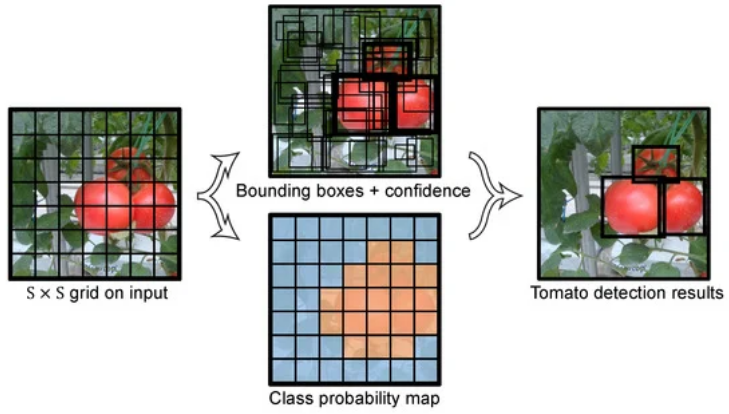 Bounding boxes + confidence
S × S grid on input
Tomato detection results
Class probability map